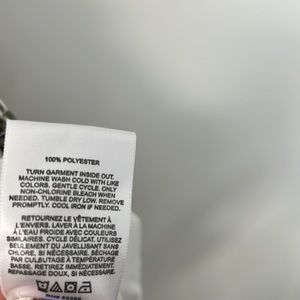 100% POLYESTER
TURN GARMENT INSIDE OUT.
MACHINE WASH COLD WITH LIKE
COLORS. GENTLE CYCLE. ONLY
NON-CHLORINE BLEACH WHEN
NEEDED. TUMBLE DRY LOW. REMOVE
PROMPTLY. COOL IRON IF NEEDED.
RETOURNEZ LE VÊTEMENT À
L'ENVERS. LAVER À LA MACHINE
À L'EAU FROIDE AVEC COULEURS
SIMILAIRES. CYCLE DÉLICAT. UTILISEZ
SEULEMENT DU JAVELLISANT SANS
CHLORE, SI NÉCESSAIRE. SÉCHAGE
PAR CULBUTAGE À TEMPÉRATURE
BASSE. RETIREZ RAPIDEMENT.
REPASSAGE DOUX, SI NÉCESSAIRE.